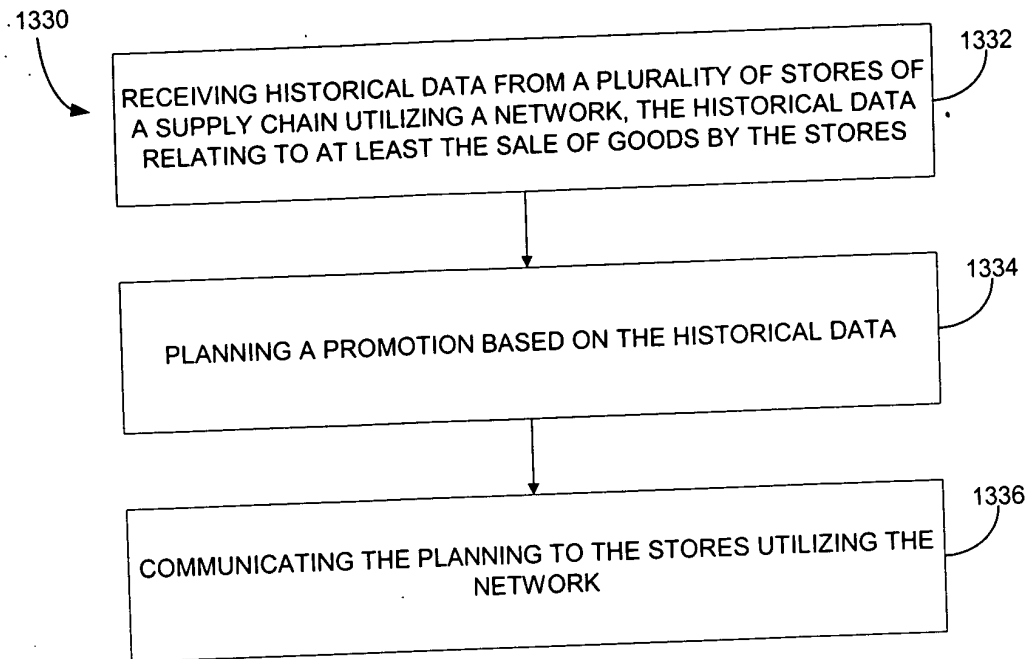 1330
1332
RECEIVING HISTORICAL DATA FROM A PLURALITY OF STORES OF
A SUPPLY CHAIN UTILIZING A NETWORK, THE HISTORICAL DATA
RELATING TO AT LEAST THE SALE OF GOODS BY THE STORES
1334
PLANNING A PROMOTION BASED ON THE HISTORICAL DATA
1336
COMMUNICATING THE PLANNING TO THE STORES UTILIZING THE
NETWORK